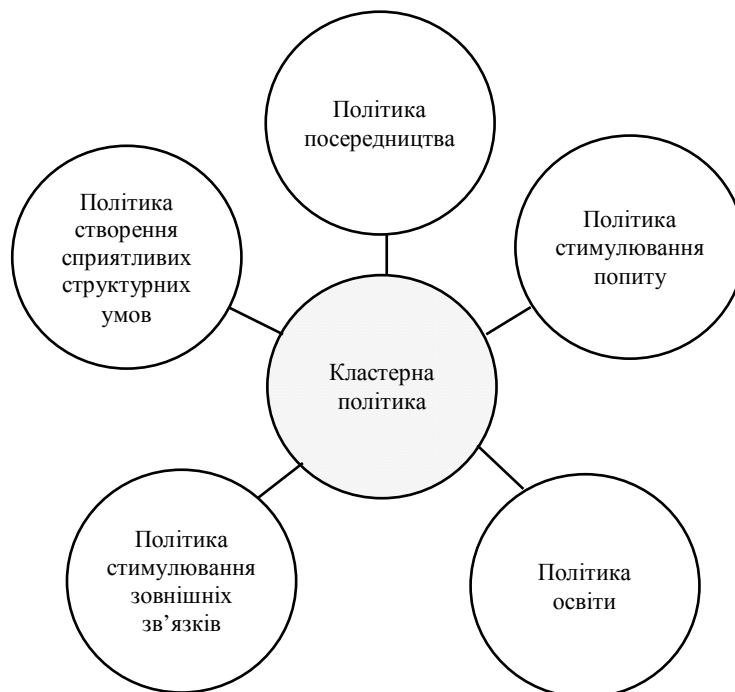 Політика
посередництва
Політика
створення
сприятливих
структурних
умов
Політика
стимулювання
попиту
Кластерна
політика
Політика
стимулювання
зовнішніх
зв’язків
Політика
освіти